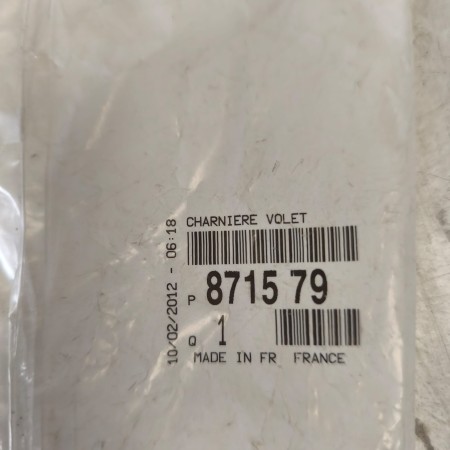 CHARNIERE VOLET
P 8715 79
Q 1
MADE IN FR FRANCE
10/02/2012 - 06:18